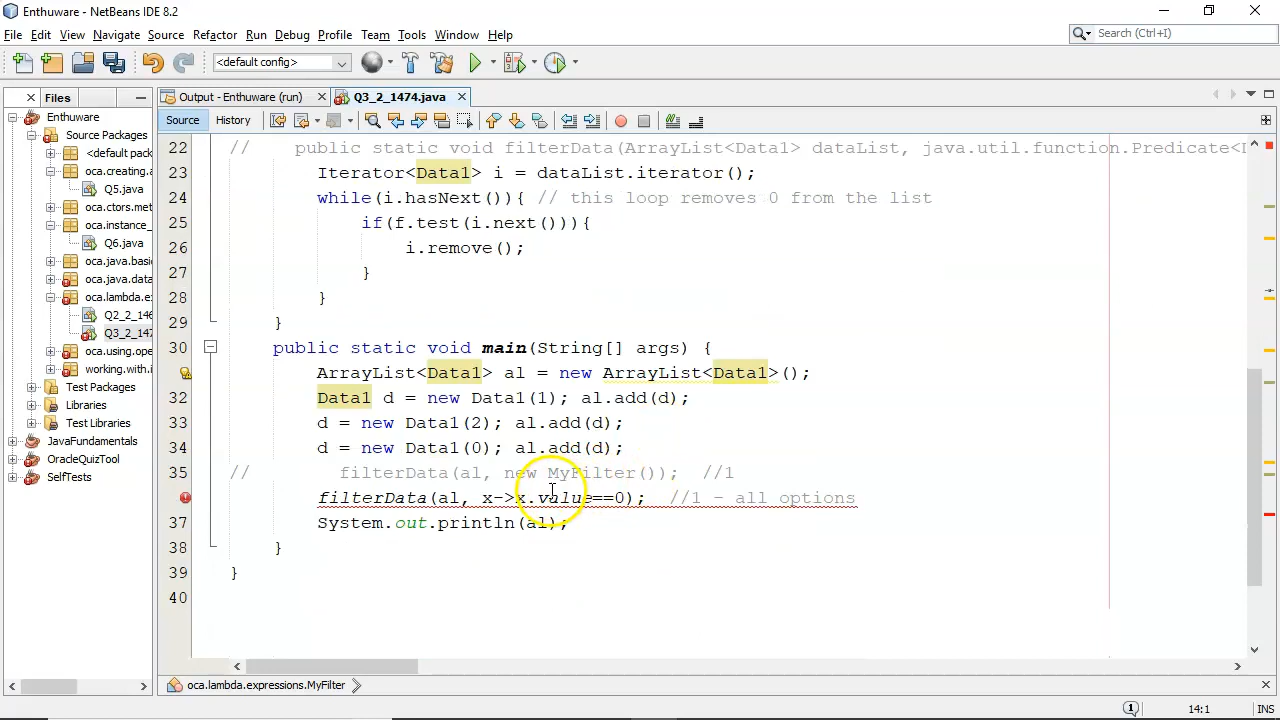 Enthuware - NetBeans IDE 8.2
File Edit View Navigate Source Refactor Run Debug Profile Team Tools Window Help
Search (Ctrl+I)
<default config>
Files
Output - Enthuware (run)
Q3_2_1474.java
Enthuware
Source Packages
<default pack
java.creating.a
Q5.java
java.ctors.met
java.instance_
Q6.java
oca.java.basic
oca.java.data
oca.lambda.ex
Q2_2_146
Q3_2_147
oca.using.ope
working.with.i
Test Packages
Libraries
Test Libraries
JavaFundamentals
OracleQuizTool
SelfTests
Source History
22 // public static void filterData(ArrayList<Data1> dataList, java.util.function.Predicate<D
23 Iterator<Data1> i = dataList.iterator();
24 while(i.hasNext()){ // this loop removes 0 from the list
25 if(f.test(i.next())){
26 i.remove();
27 }
28 }
29 }
30 public static void main(String[] args) {
ArrayList<Data1> al = new ArrayList<Data1>();
32 Data1 d = new Data1(1); al.add(d);
33 d = new Data1(2); al.add(d);
34 d = new Data1(0); al.add(d);
35 // filterData(al, new MyFilter()); //1
filterData(al, x->x.value==0); //1 - all options
37 System.out.println(al);
38 }
39 }
40
oca.lambda.expressions.MyFilter
1
14:1
INS